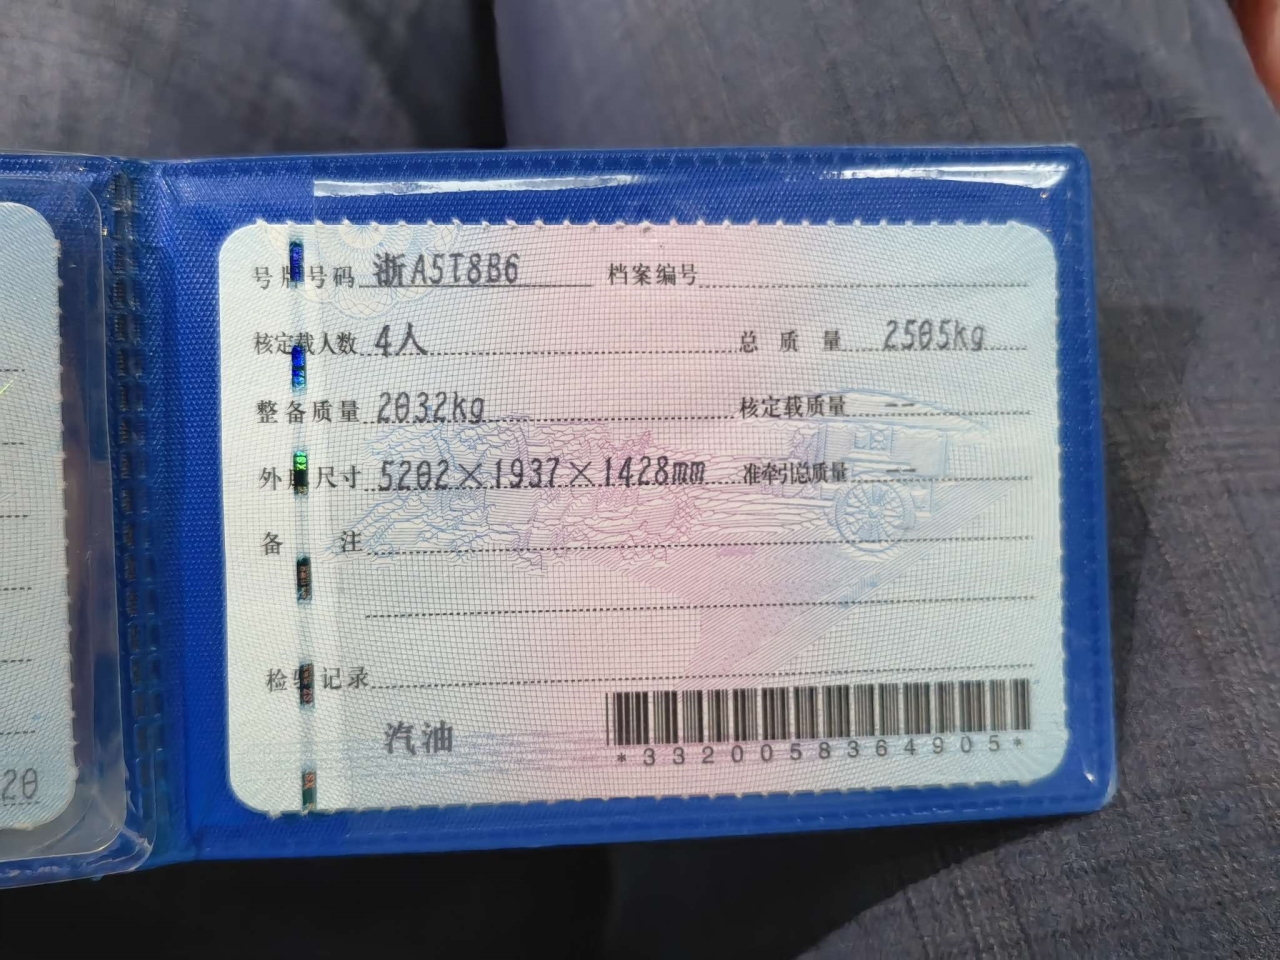 号牌号码 浙A5T8B6 档案编号
核定载人数 4人 总质量 2505kg
整备质量 2032kg 核定载质量 --
外廓尺寸 5202×1937×1428mm 准牵引总质量 --
备注
检验记录
汽油
*3320058364905*
20